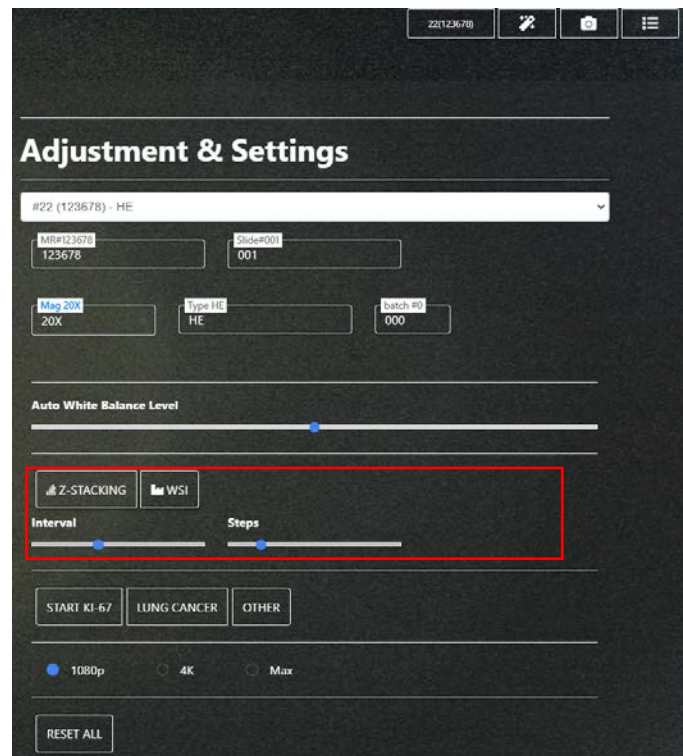 22(123678)
Adjustment & Settings
#22 (123678) - HE
MR#123678 Slide#001
123678 001
Mag 20X Type HE batch #0
20X HE 000
Auto White Balance Level
Z-STACKING WSI
Interval Steps
START KI-67 LUNG CANCER OTHER
1080p 4K Max
RESET ALL